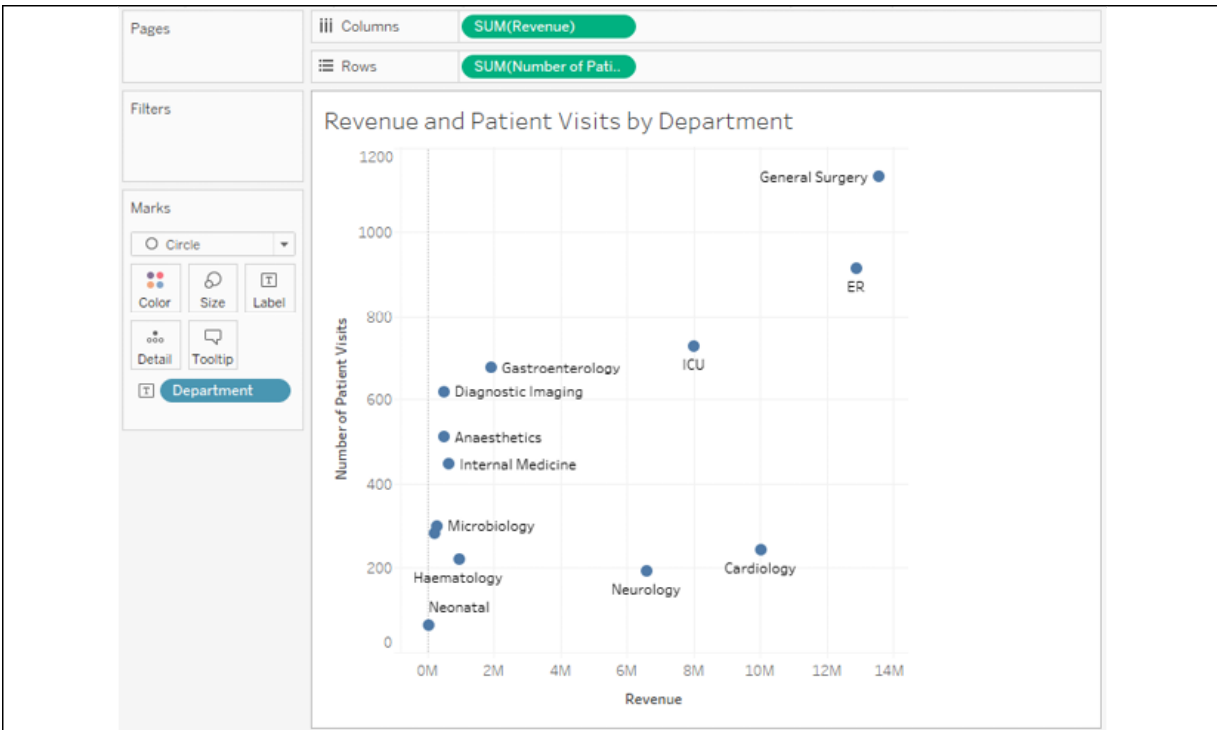 Pages
iii Columns
SUM(Revenue)
Rows
SUM(Number of Pati..
Filters
Marks
Circle
Color
Size
T
Label
Detail
Tooltip
T
Department
Revenue and Patient Visits by Department
Number of Patient Visits
1200
1000
800
600
400
200
0
General Surgery
ER
ICU
Gastroenterology
Diagnostic Imaging
Anaesthetics
Internal Medicine
Microbiology
Haematology
Cardiology
Neurology
Neonatal
0M 2M 4M 6M 8M 10M 12M 14M
Revenue